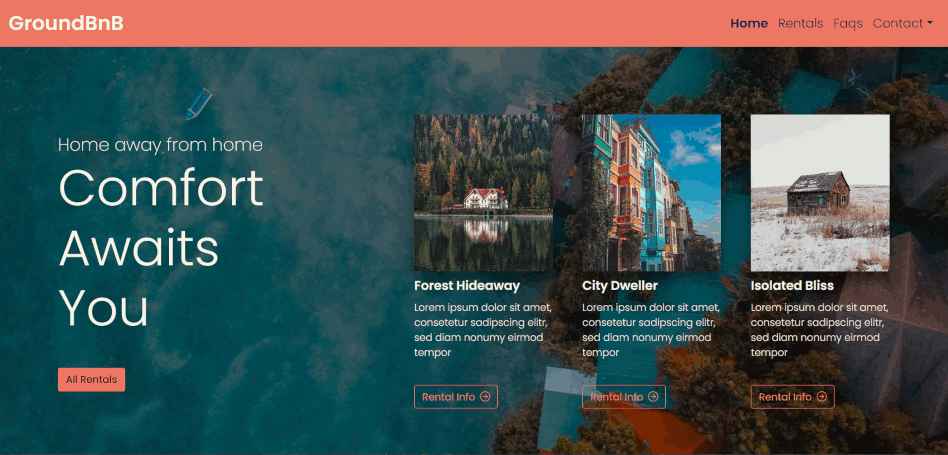 GroundBnB
Home Rentals Faqs Contact
Home away from home
Comfort
Awaits
You
All Rentals
Forest Hideaway
Lorem ipsum dolor sit amet,
consetetur sadipscing elitr,
sed diam nonumy eirmod
tempor
Rental Info
City Dweller
Lorem ipsum dolor sit amet,
consetetur sadipscing elitr,
sed diam nonumy eirmod
tempor
Rental Info
Isolated Bliss
Lorem ipsum dolor sit amet,
consetetur sadipscing elitr,
sed diam nonumy eirmod
tempor
Rental Info